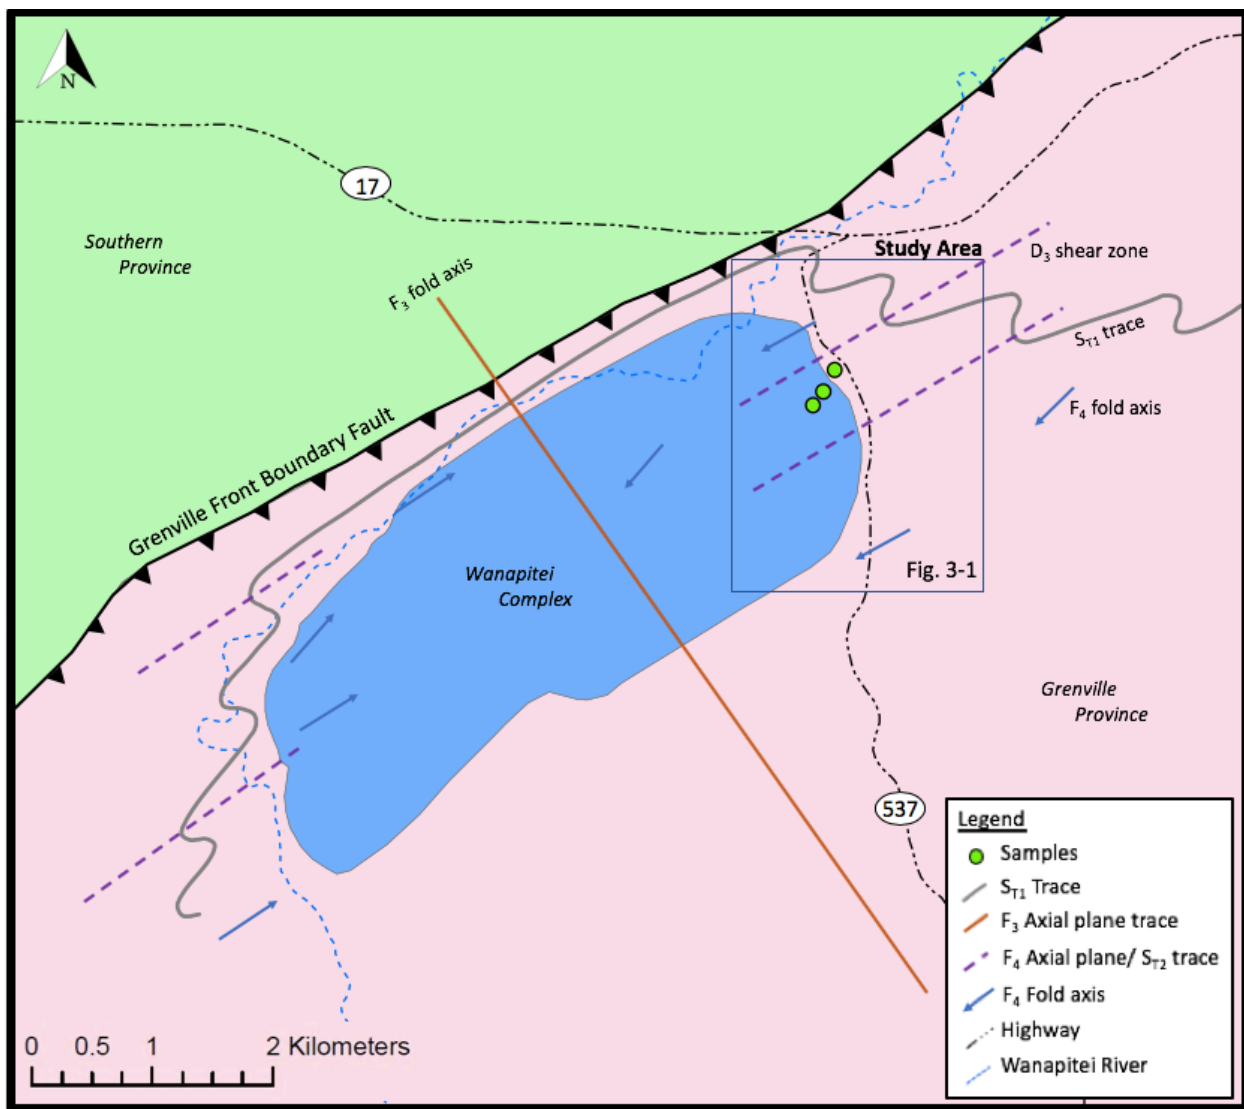 N
17
Southern
Province
Study Area
D3 shear zone
F3 fold axis
ST1 trace
F4 fold axis
Grenville Front Boundary Fault
Wanapitei
Complex
Fig. 3-1
Grenville
Province
537
Legend
Samples
ST1 Trace
F3 Axial plane trace
F4 Axial plane/ ST2 trace
F4 Fold axis
Highway
Wanapitei River
0 0.5 1 2 Kilometers